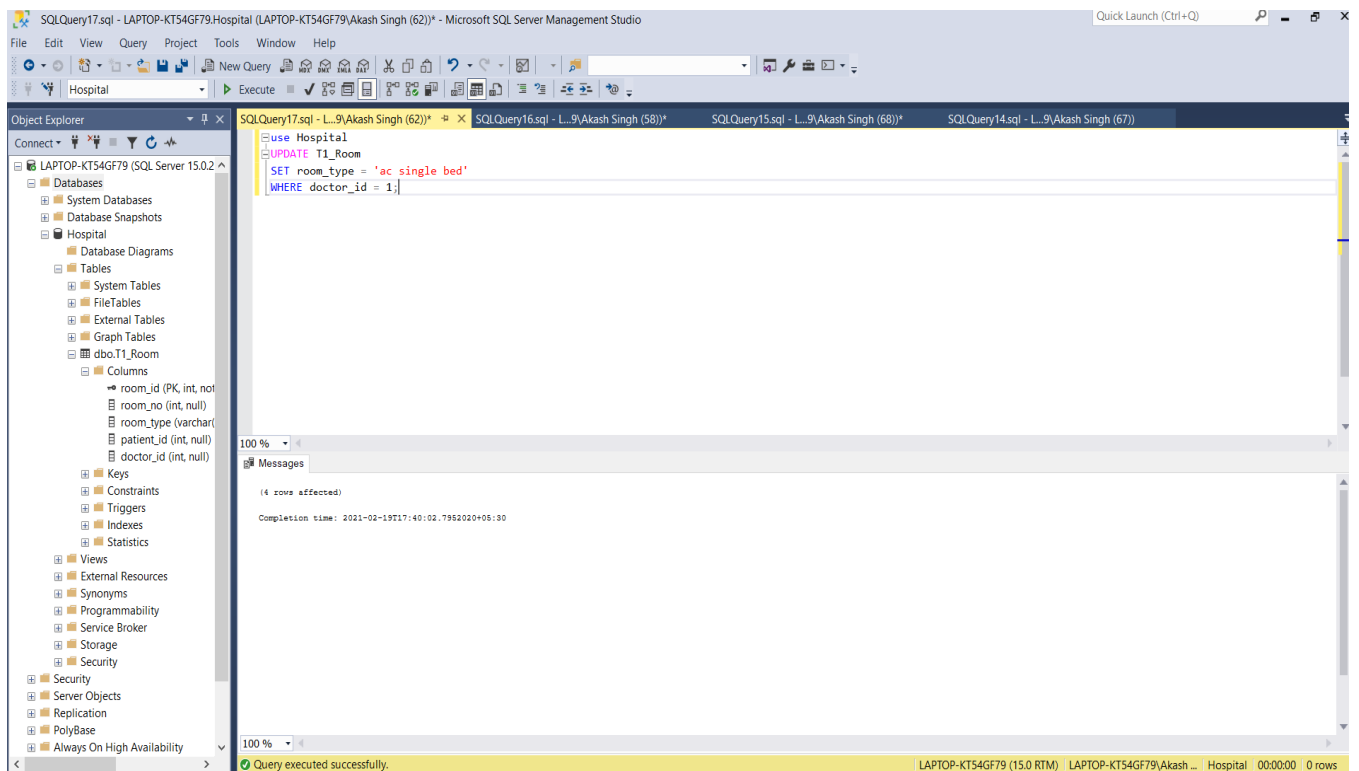 SQLQuery17.sql - LAPTOP-KT54GF79.Hospital (LAPTOP-KT54GF79\Akash Singh (62))* - Microsoft SQL Server Management Studio
Quick Launch (Ctrl+Q)
File Edit View Query Project Tools Window Help
New Query MDX DMX XMLA DAX
Hospital Execute
Object Explorer
SQLQuery17.sql - L...9\Akash Singh (62))* SQLQuery16.sql - L...9\Akash Singh (58))* SQLQuery15.sql - L...9\Akash Singh (68))* SQLQuery14.sql - L...9\Akash Singh (67))
Connect
LAPTOP-KT54GF79 (SQL Server 15.0.2
Databases
System Databases
Database Snapshots
Hospital
Database Diagrams
Tables
System Tables
FileTables
External Tables
Graph Tables
dbo.T1_Room
Columns
room_id (PK, int, not
room_no (int, null)
room_type (varchar(
patient_id (int, null)
doctor_id (int, null)
Keys
Constraints
Triggers
Indexes
Statistics
Views
External Resources
Synonyms
Programmability
Service Broker
Storage
Security
Security
Server Objects
Replication
PolyBase
Always On High Availability
use Hospital
UPDATE T1_Room
SET room_type = 'ac single bed'
WHERE doctor_id = 1;
100 %
Messages
(4 rows affected)
Completion time: 2021-02-19T17:40:02.7952020+05:30
100 %
Query executed successfully.
LAPTOP-KT54GF79 (15.0 RTM) LAPTOP-KT54GF79\Akash ... Hospital 00:00:00 0 rows